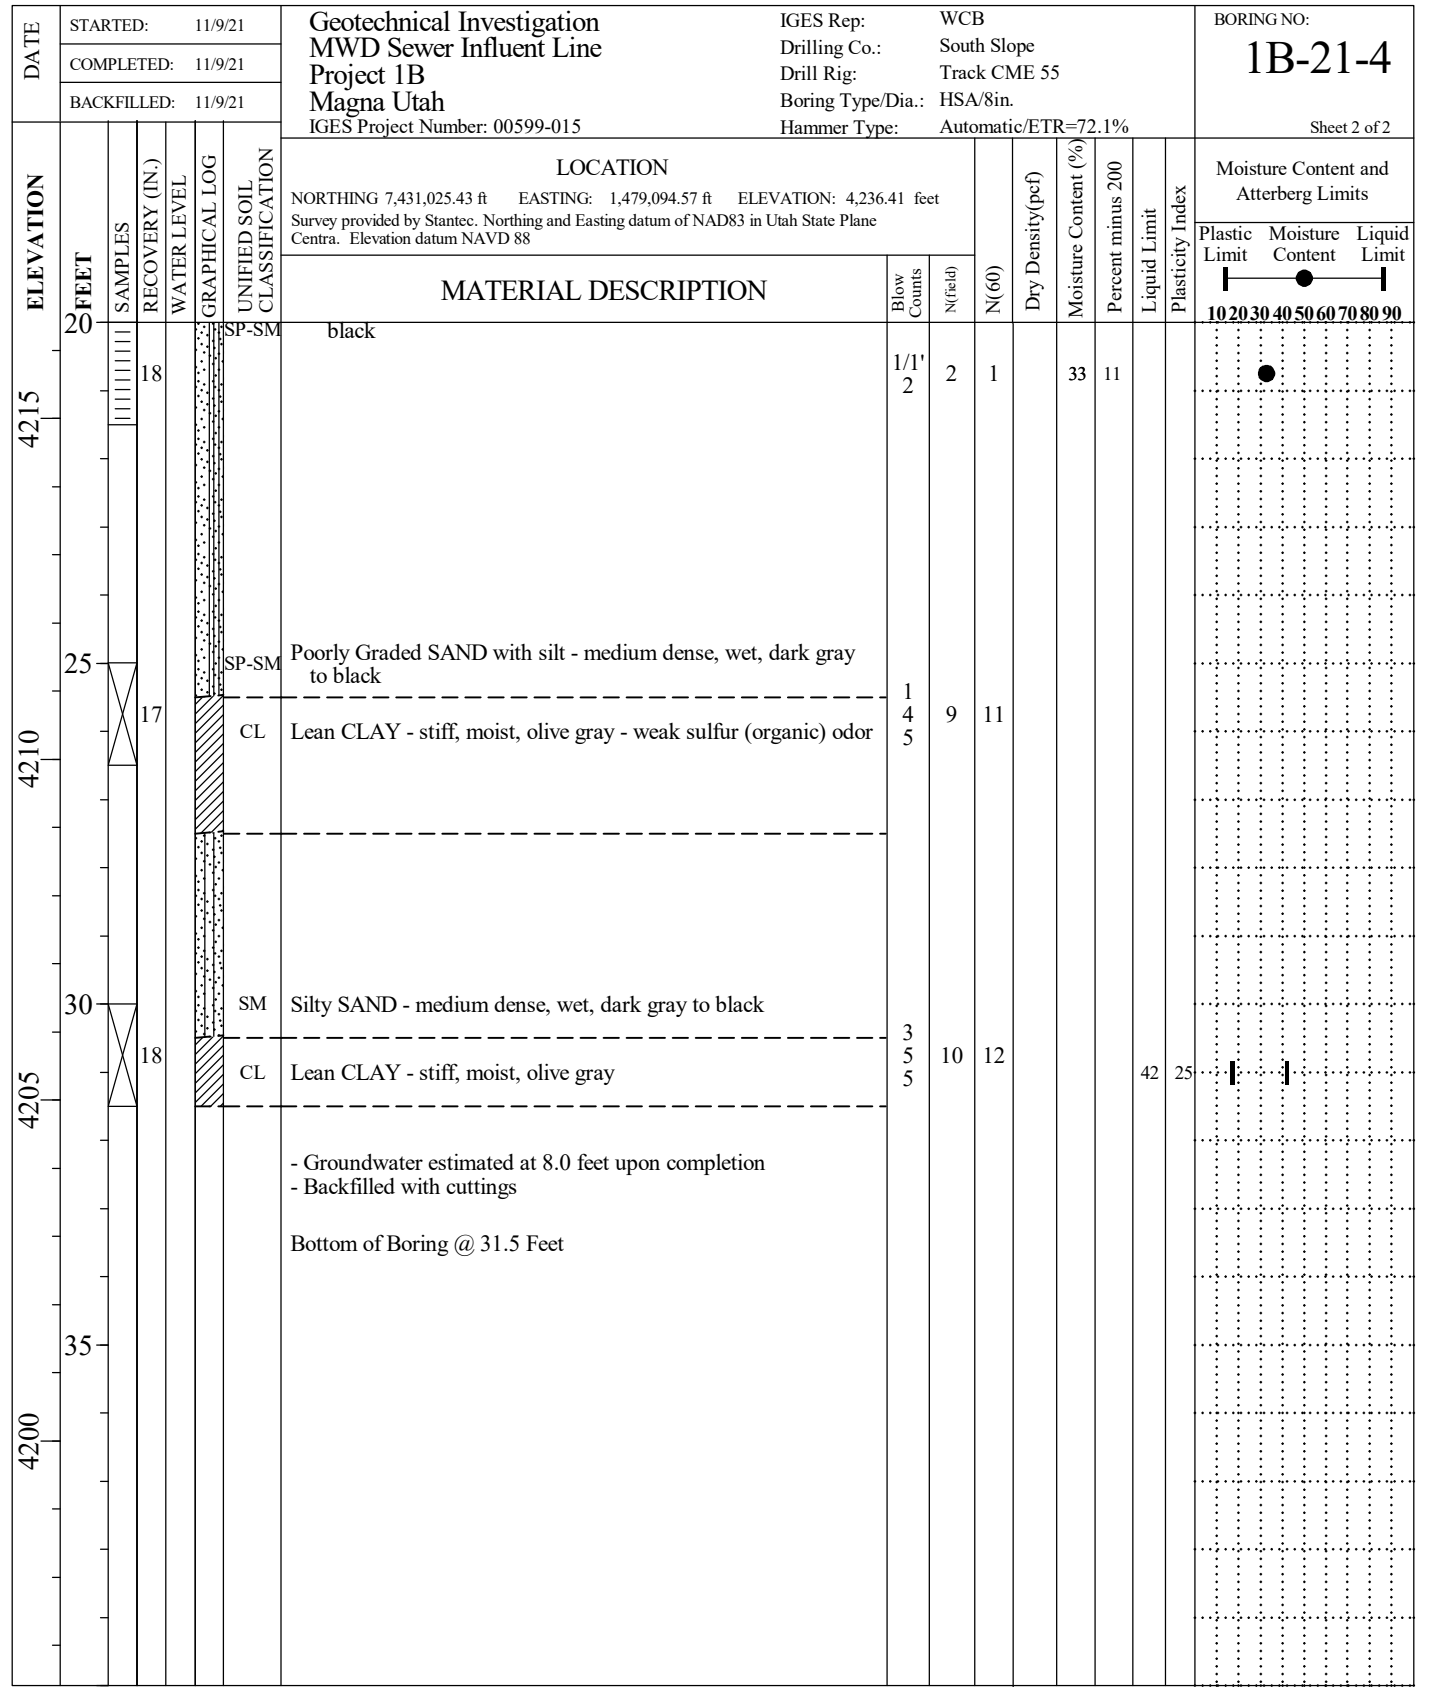 DATE
STARTED: 11/9/21
COMPLETED: 11/9/21
BACKFILLED: 11/9/21
Geotechnical Investigation
MWD Sewer Influent Line
Project 1B
Magna Utah
IGES Project Number: 00599-015
IGES Rep: WCB
Drilling Co.: South Slope
Drill Rig: Track CME 55
Boring Type/Dia.: HSA/8in.
Hammer Type: Automatic/ETR=72.1%
BORING NO:
1B-21-4
Sheet 2 of 2
ELEVATION
FEET
SAMPLES
RECOVERY (IN.)
WATER LEVEL
GRAPHICAL LOG
UNIFIED SOIL
CLASSIFICATION
LOCATION
NORTHING 7,431,025.43 ft EASTING: 1,479,094.57 ft ELEVATION: 4,236.41 feet
Survey provided by Stantec. Northing and Easting datum of NAD83 in Utah State Plane
Centra. Elevation datum NAVD 88
MATERIAL DESCRIPTION
Blow
Counts
N(field)
N(60)
Dry Density(pcf)
Moisture Content (%)
Percent minus 200
Liquid Limit
Plasticity Index
Moisture Content and
Atterberg Limits
Plastic Moisture Liquid
Limit Content Limit
10 20 30 40 50 60 70 80 90
20
SP-SM black
18 1/1' 2 1 33 11
2
4215
25
SP-SM Poorly Graded SAND with silt - medium dense, wet, dark gray
to black
1
17 4 9 11
CL Lean CLAY - stiff, moist, olive gray - weak sulfur (organic) odor
5
4210
30 SM Silty SAND - medium dense, wet, dark gray to black
3
18 5 10 12
CL Lean CLAY - stiff, moist, olive gray 5 42 25
4205
- Groundwater estimated at 8.0 feet upon completion
- Backfilled with cuttings
Bottom of Boring @ 31.5 Feet
35
4200